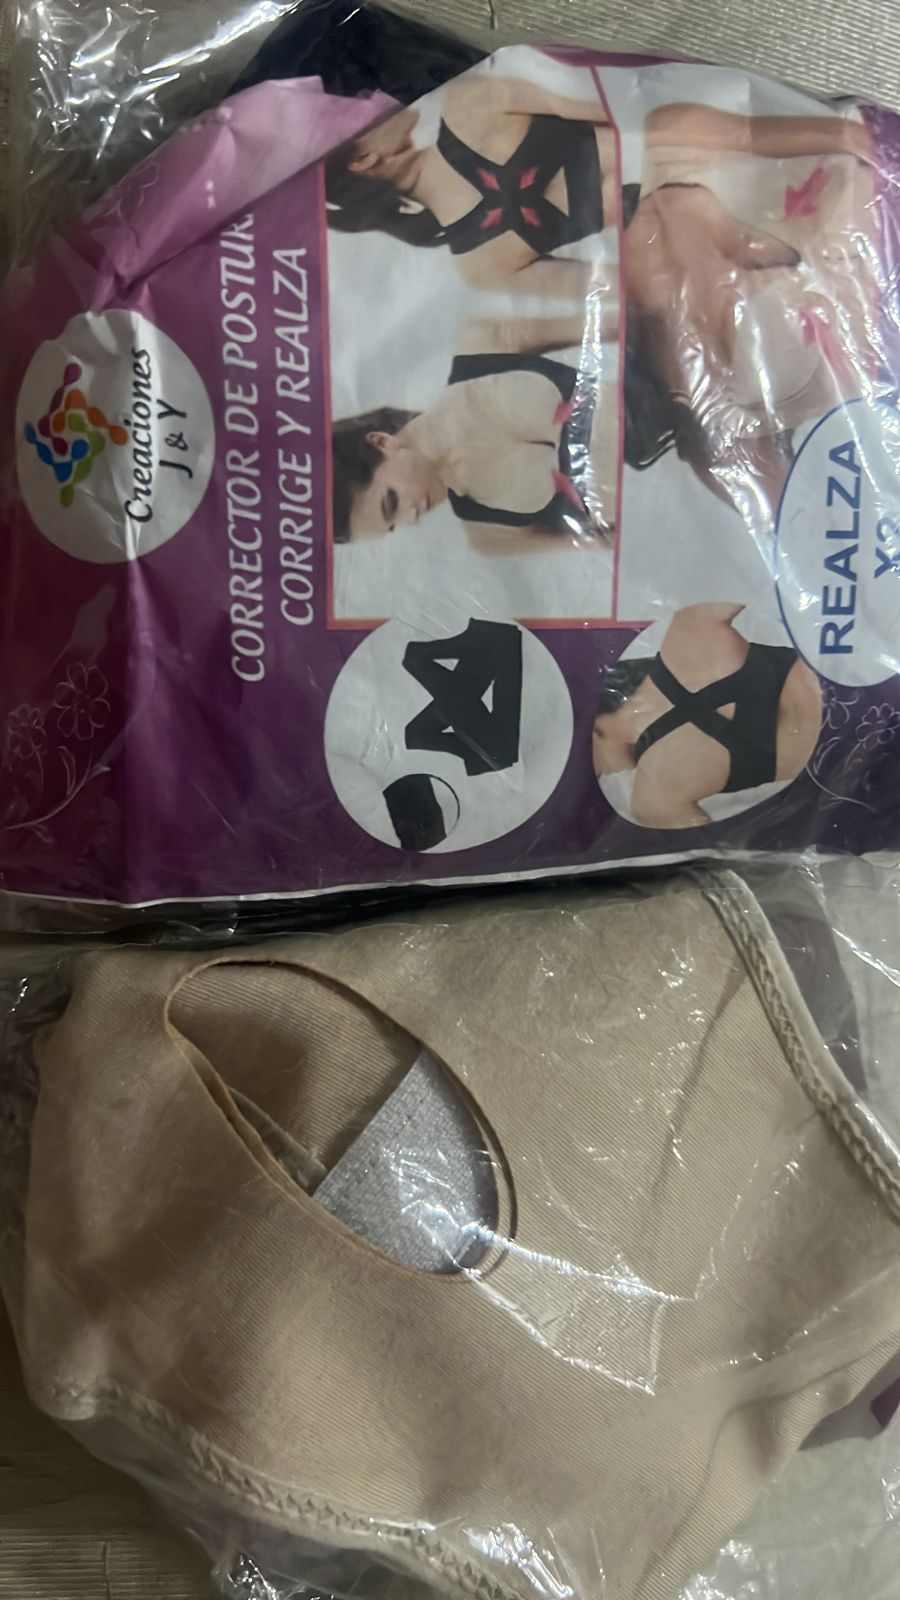 Creaciones
J & Y
CORRECTOR DE POSTUR
CORRIGE Y REALZA
REALZA